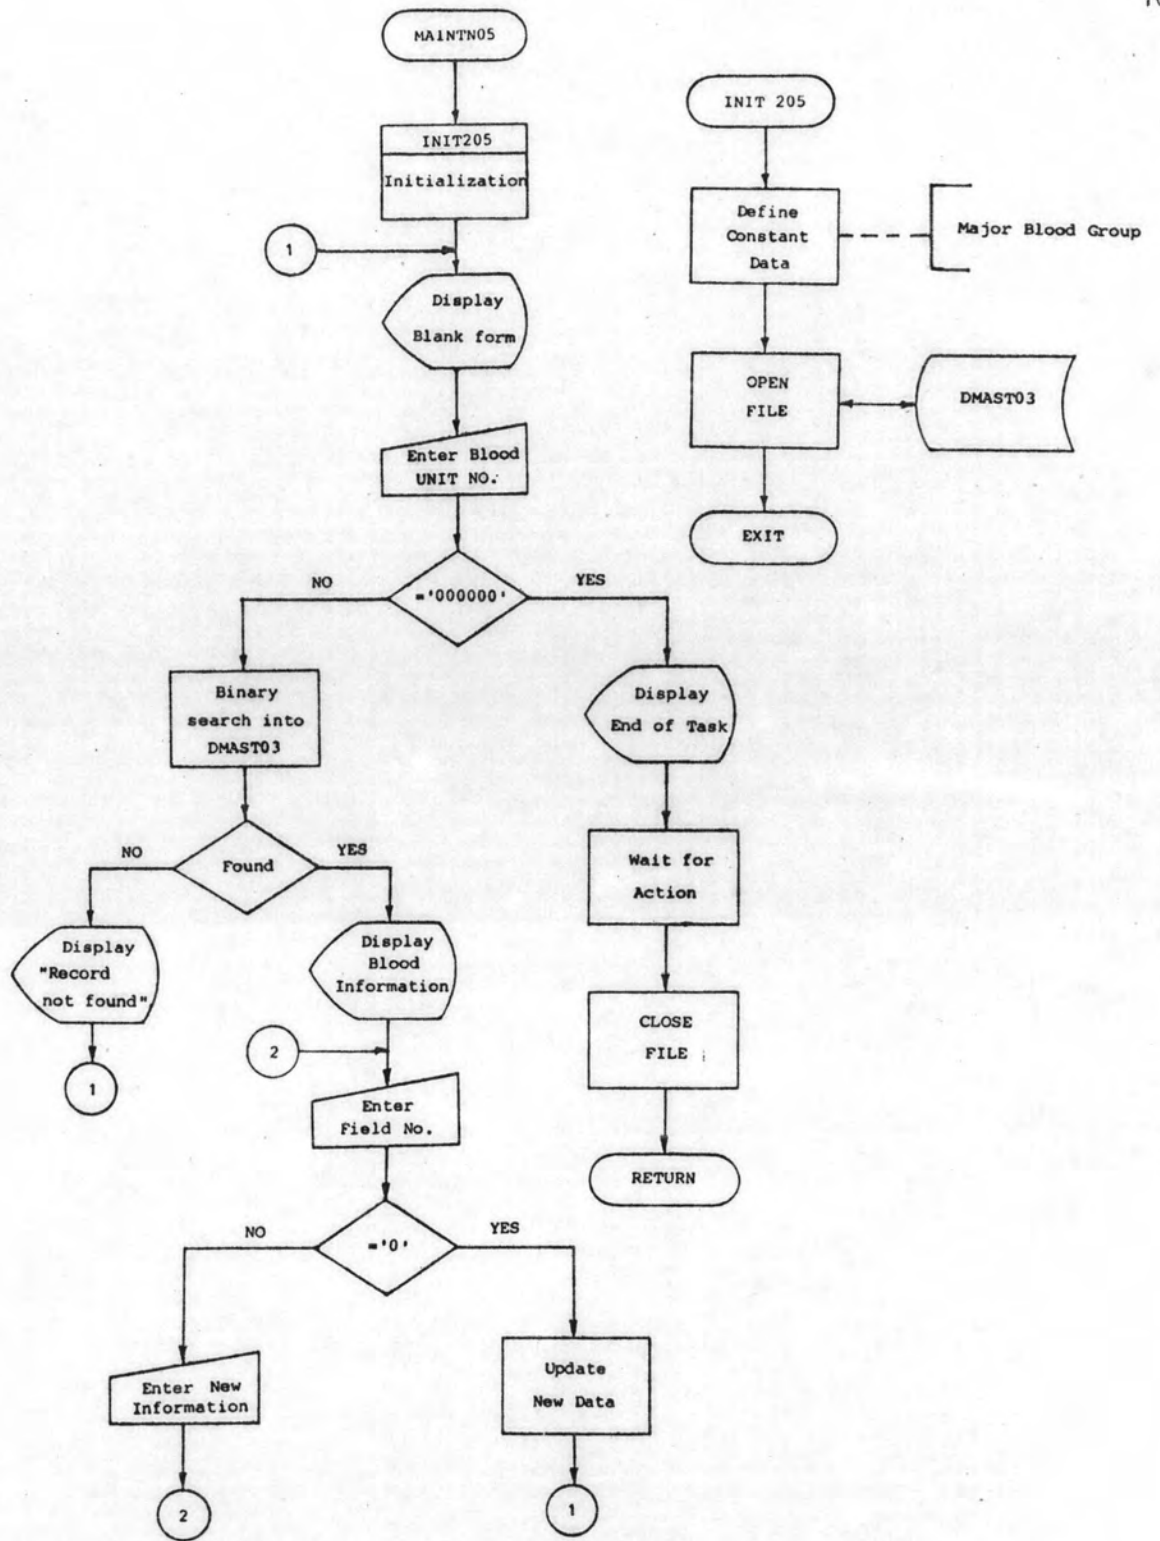 MAINTN05
INIT205
Initialization
1
Display
Blank form
Enter Blood
UNIT NO.
='000000'
NO
YES
Binary
search into
DMAST03
Found
NO
YES
Display
"Record
not found"
1
Display
Blood
Information
2
Enter
Field No.
='0'
NO
YES
Enter New
Information
2
Update
New Data
1
Display
End of Task
Wait for
Action
CLOSE
FILE
RETURN
INIT 205
Define
Constant
Data
Major Blood Group
OPEN
FILE
DMAST03
EXIT